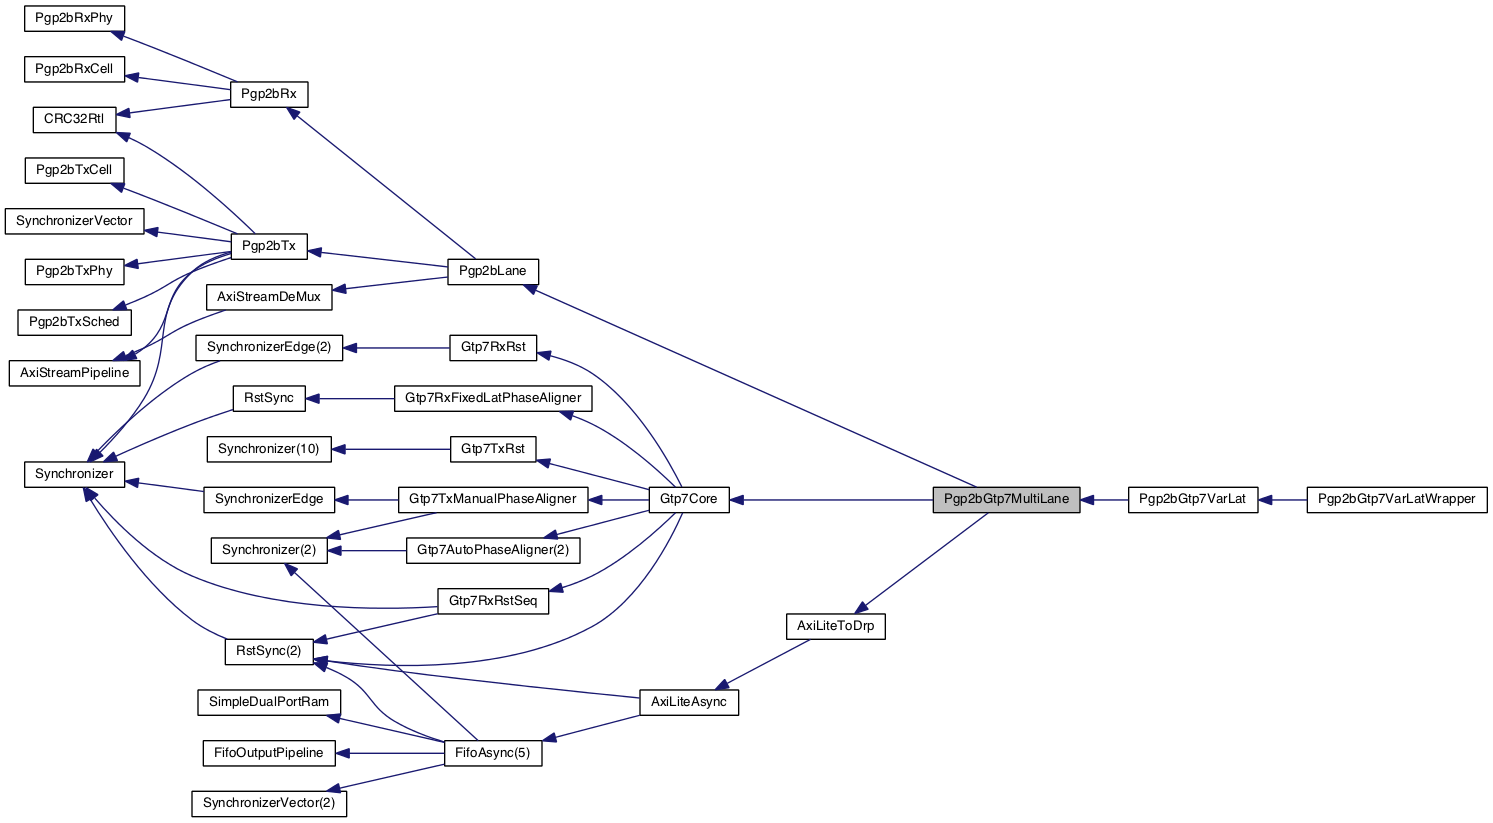 Pgp2bRxPhy
Pgp2bRxCell
Pgp2bRx
CRC32Rtl
Pgp2bTxCell
SynchronizerVector
Pgp2bTx
Pgp2bTxPhy
Pgp2bLane
AxiStreamDeMux
Pgp2bTxSched
SynchronizerEdge(2)
Gtp7RxRst
AxiStreamPipeline
RstSync
Gtp7RxFixedLatPhaseAligner
Synchronizer(10)
Gtp7TxRst
Synchronizer
SynchronizerEdge
Gtp7TxManualPhaseAligner
Gtp7Core
Pgp2bGtp7MultiLane
Pgp2bGtp7VarLat
Pgp2bGtp7VarLatWrapper
Synchronizer(2)
Gtp7AutoPhaseAligner(2)
Gtp7RxRstSeq
AxiLiteToDrp
RstSync(2)
SimpleDualPortRam
AxiLiteAsync
FifoOutputPipeline
FifoAsync(5)
SynchronizerVector(2)